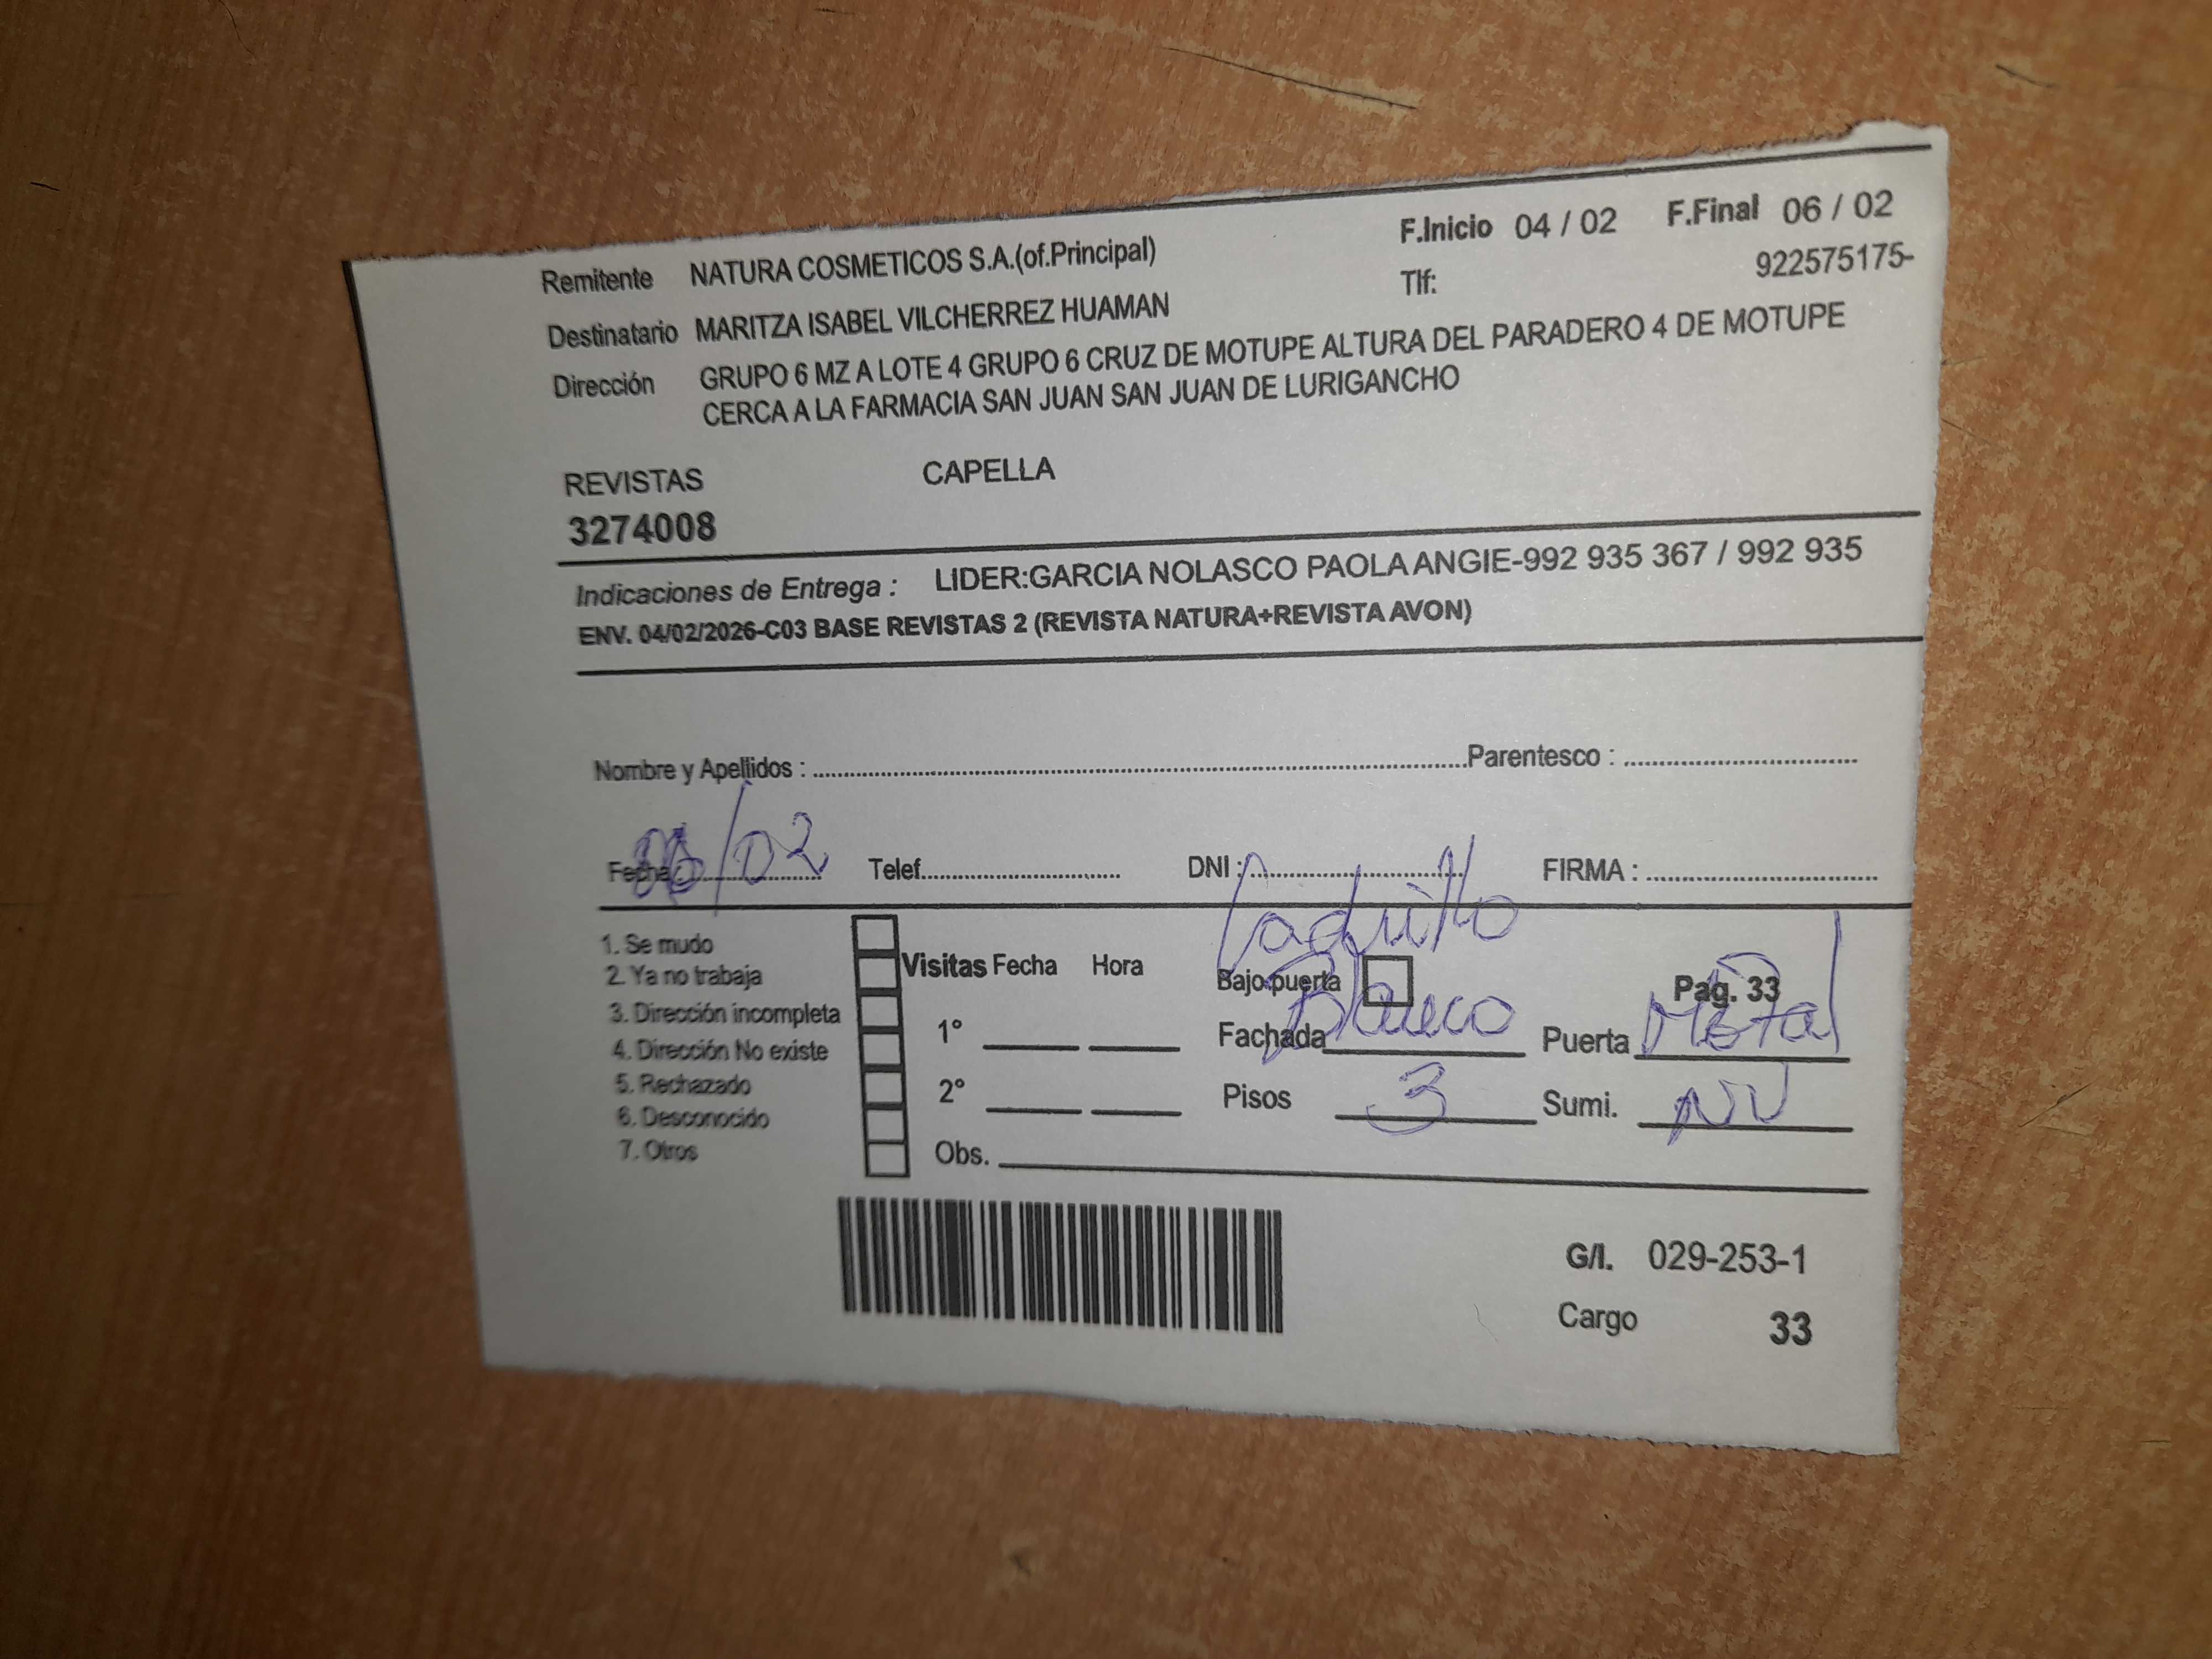 F.Inicio 04 / 02 F.Final 06 / 02
Remitente NATURA COSMETICOS S.A.(of.Principal) Tlf: 922575175-
Destinatario MARITZA ISABEL VILCHERREZ HUAMAN
Dirección GRUPO 6 MZ A LOTE 4 GRUPO 6 CRUZ DE MOTUPE ALTURA DEL PARADERO 4 DE MOTUPE
CERCA A LA FARMACIA SAN JUAN SAN JUAN DE LURIGANCHO
REVISTAS CAPELLA
3274008
Indicaciones de Entrega : LIDER:GARCIA NOLASCO PAOLA ANGIE-992 935 367 / 992 935
ENV. 04/02/2026-C03 BASE REVISTAS 2 (REVISTA NATURA+REVISTA AVON)
Nombre y Apellidos : Parentesco :
Fecha : /02 Telef. DNI : FIRMA :
Ladrillo
1. Se mudo
2. Ya no trabaja
3. Dirección incompleta
4. Dirección No existe
5. Rechazado
6. Desconocido
7. Otros
Visitas Fecha Hora
1°
2°
Obs.
Bajo puerta Pag. 33
Fachada Blanco Puerta Metal
Pisos 3 Sumi.
G/I. 029-253-1
Cargo 33